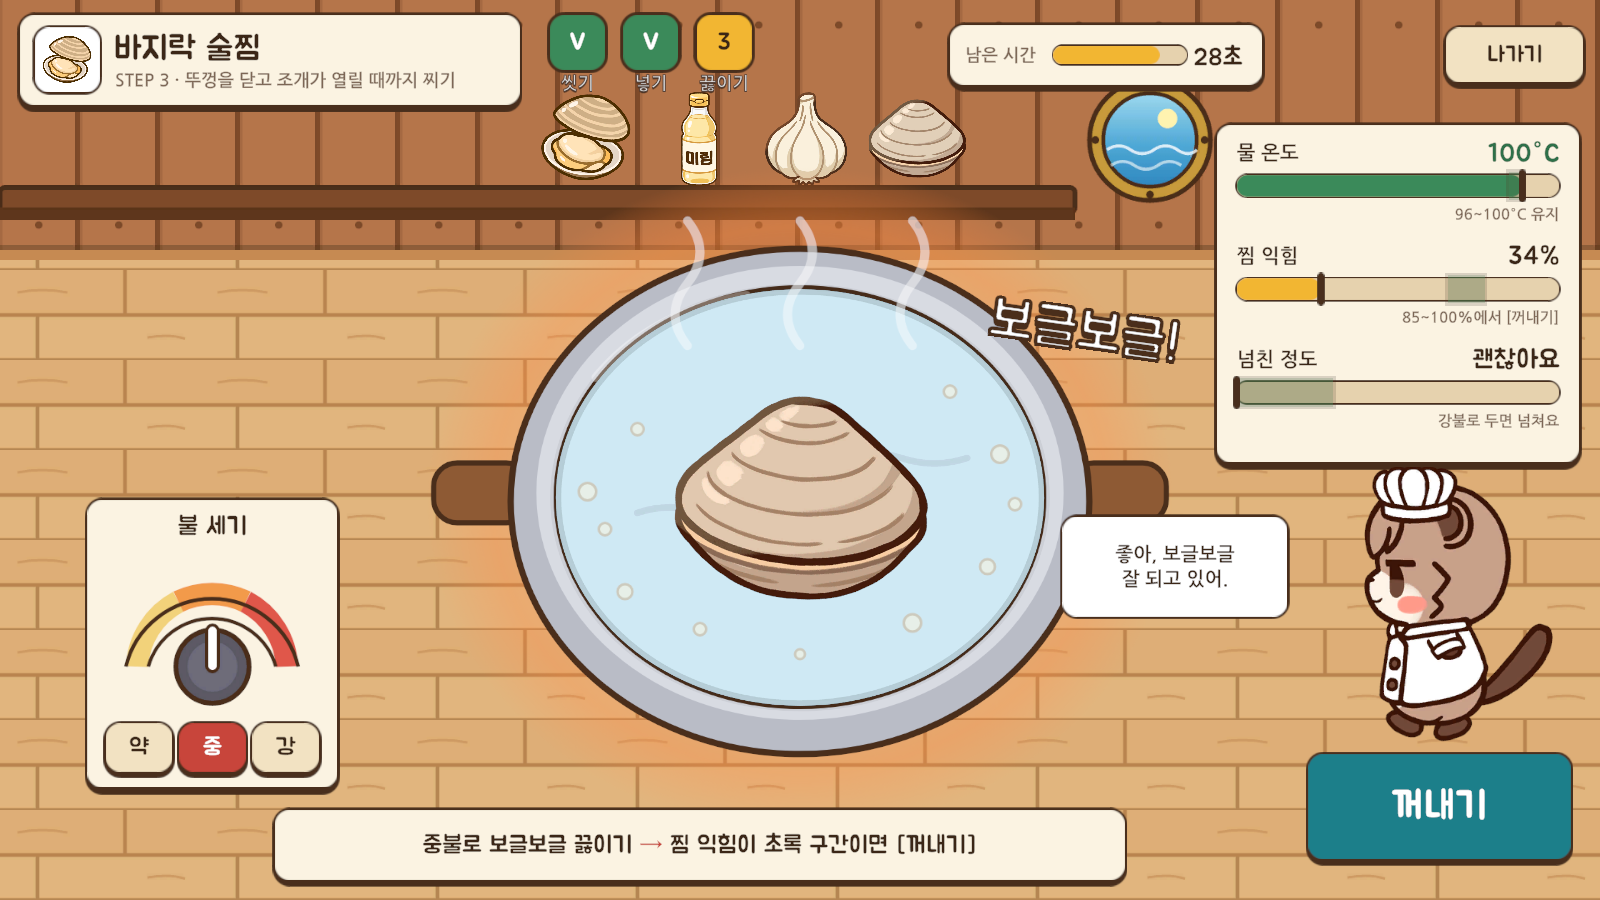 바지락 술찜
STEP 3 · 뚜껑을 닫고 조개가 열릴 때까지 찌기
V
V
3
씻기
넣기
끓이기
남은 시간
28초
나가기
미림
물 온도
100°C
96~100°C 유지
찜 익힘
34%
85~100%에서 [꺼내기]
넘친 정도
괜찮아요
강불로 두면 넘쳐요
보글보글!
좋아, 보글보글
잘 되고 있어.
불 세기
약
중
강
꺼내기
중불로 보글보글 끓이기 → 찜 익힘이 초록 구간이면 [꺼내기]